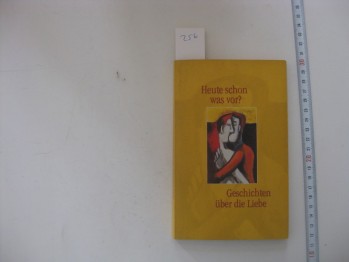 Heute schon
was vor?
Geschichten
über die Liebe